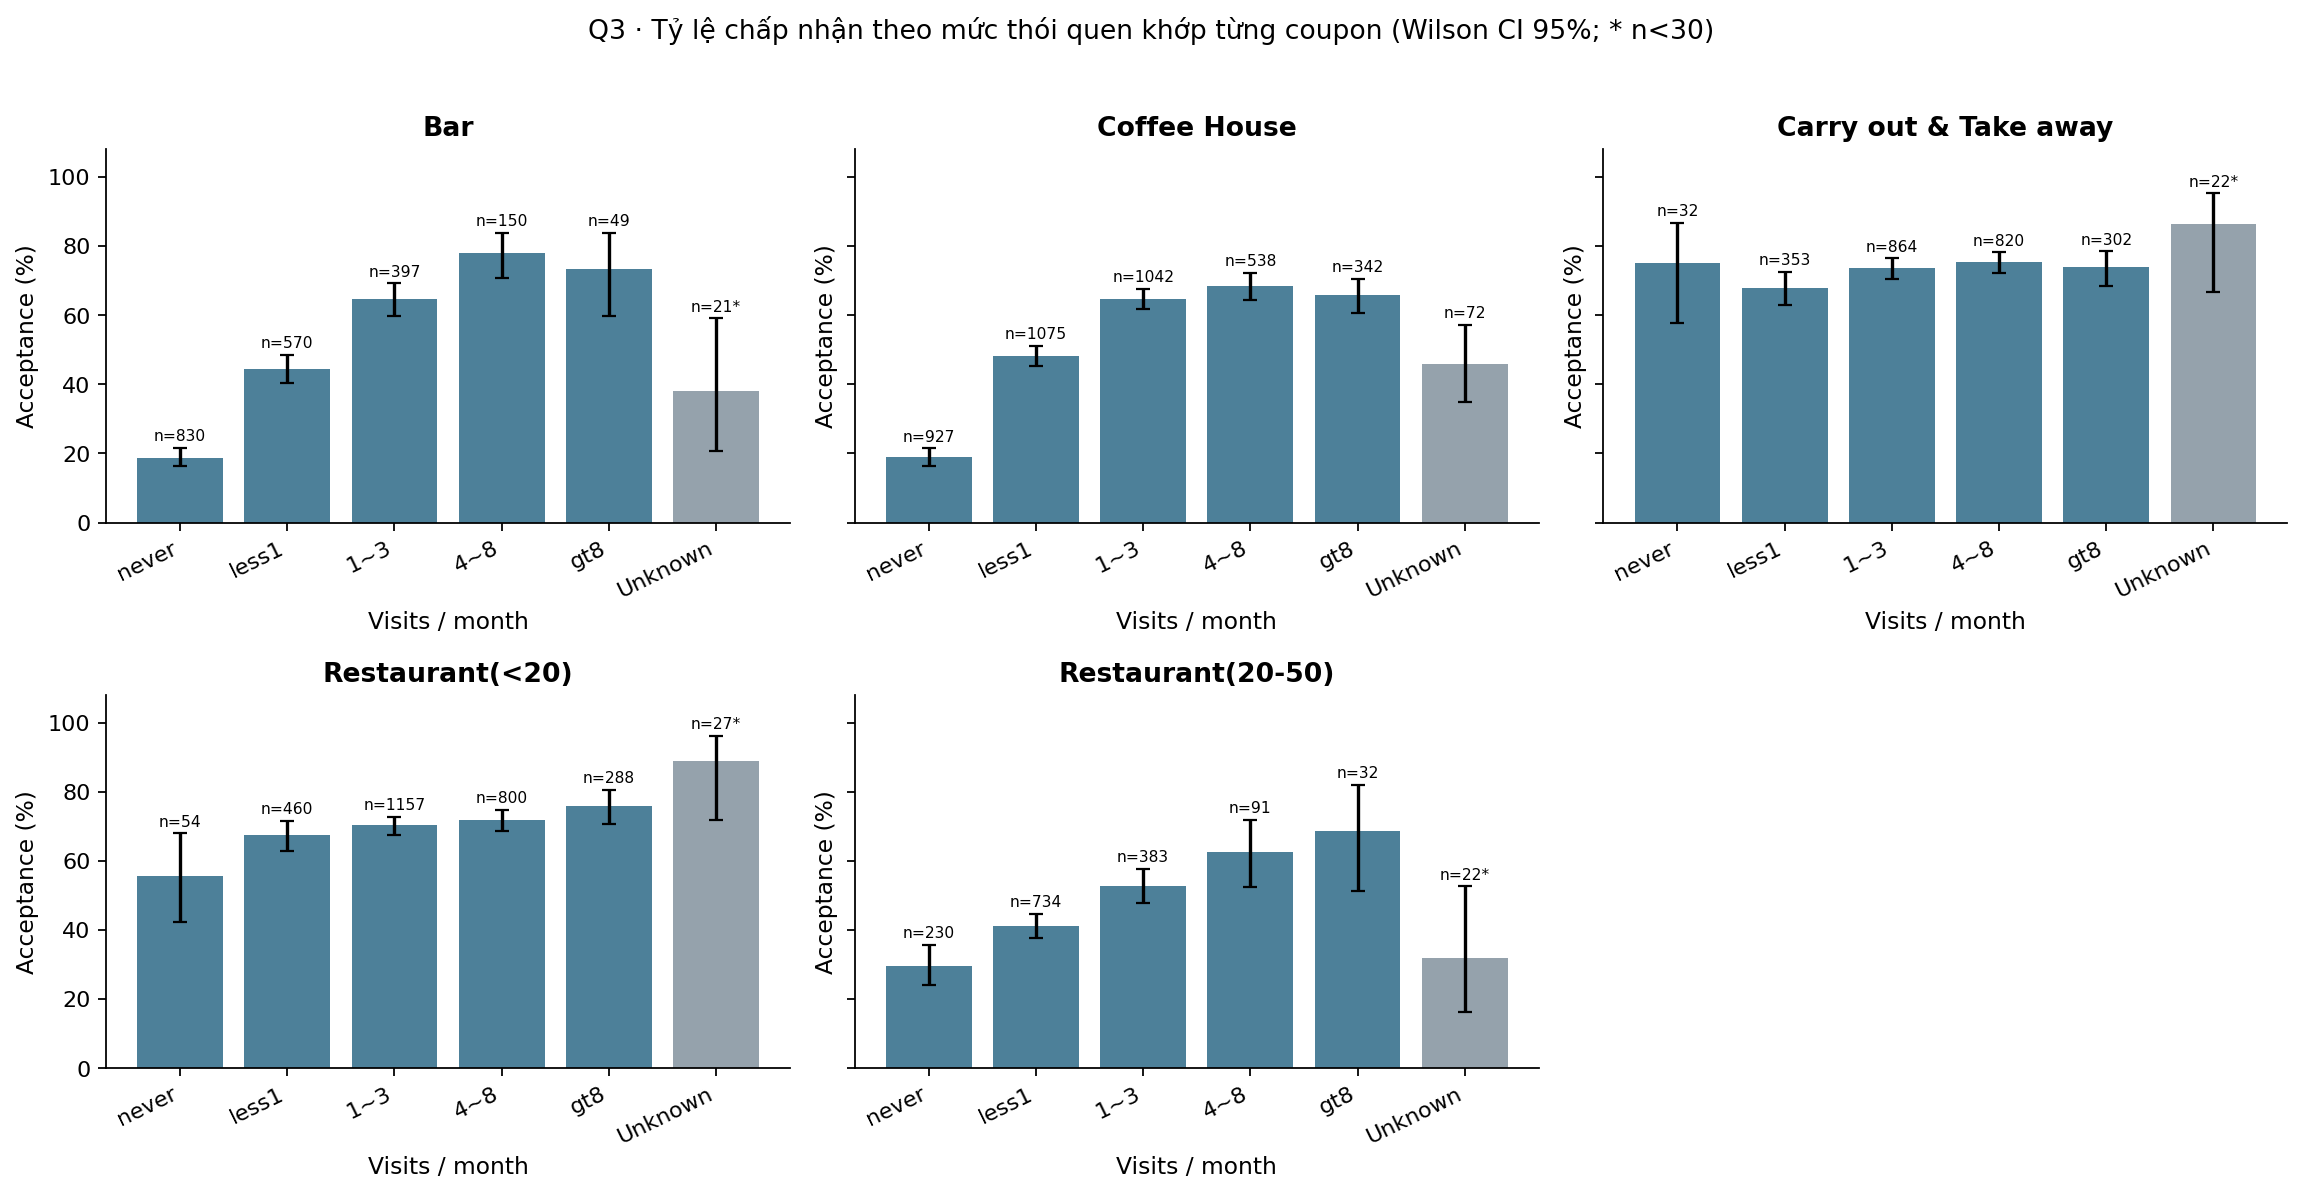 Q3 · Tỷ lệ chấp nhận theo mức thói quen khớp từng coupon (Wilson CI 95%; * n<30)
Bar
Acceptance (%)
100
80
60
40
20
0
n=830
n=570
n=397
n=150
n=49
n=21*
never
less1
1~3
4~8
gt8
Unknown
Visits / month
Coffee House
Acceptance (%)
n=927
n=1075
n=1042
n=538
n=342
n=72
never
less1
1~3
4~8
gt8
Unknown
Visits / month
Carry out & Take away
Acceptance (%)
n=32
n=353
n=864
n=820
n=302
n=22*
never
less1
1~3
4~8
gt8
Unknown
Visits / month
Restaurant(<20)
Acceptance (%)
100
80
60
40
20
0
n=54
n=460
n=1157
n=800
n=288
n=27*
never
less1
1~3
4~8
gt8
Unknown
Visits / month
Restaurant(20-50)
Acceptance (%)
n=230
n=734
n=383
n=91
n=32
n=22*
never
less1
1~3
4~8
gt8
Unknown
Visits / month